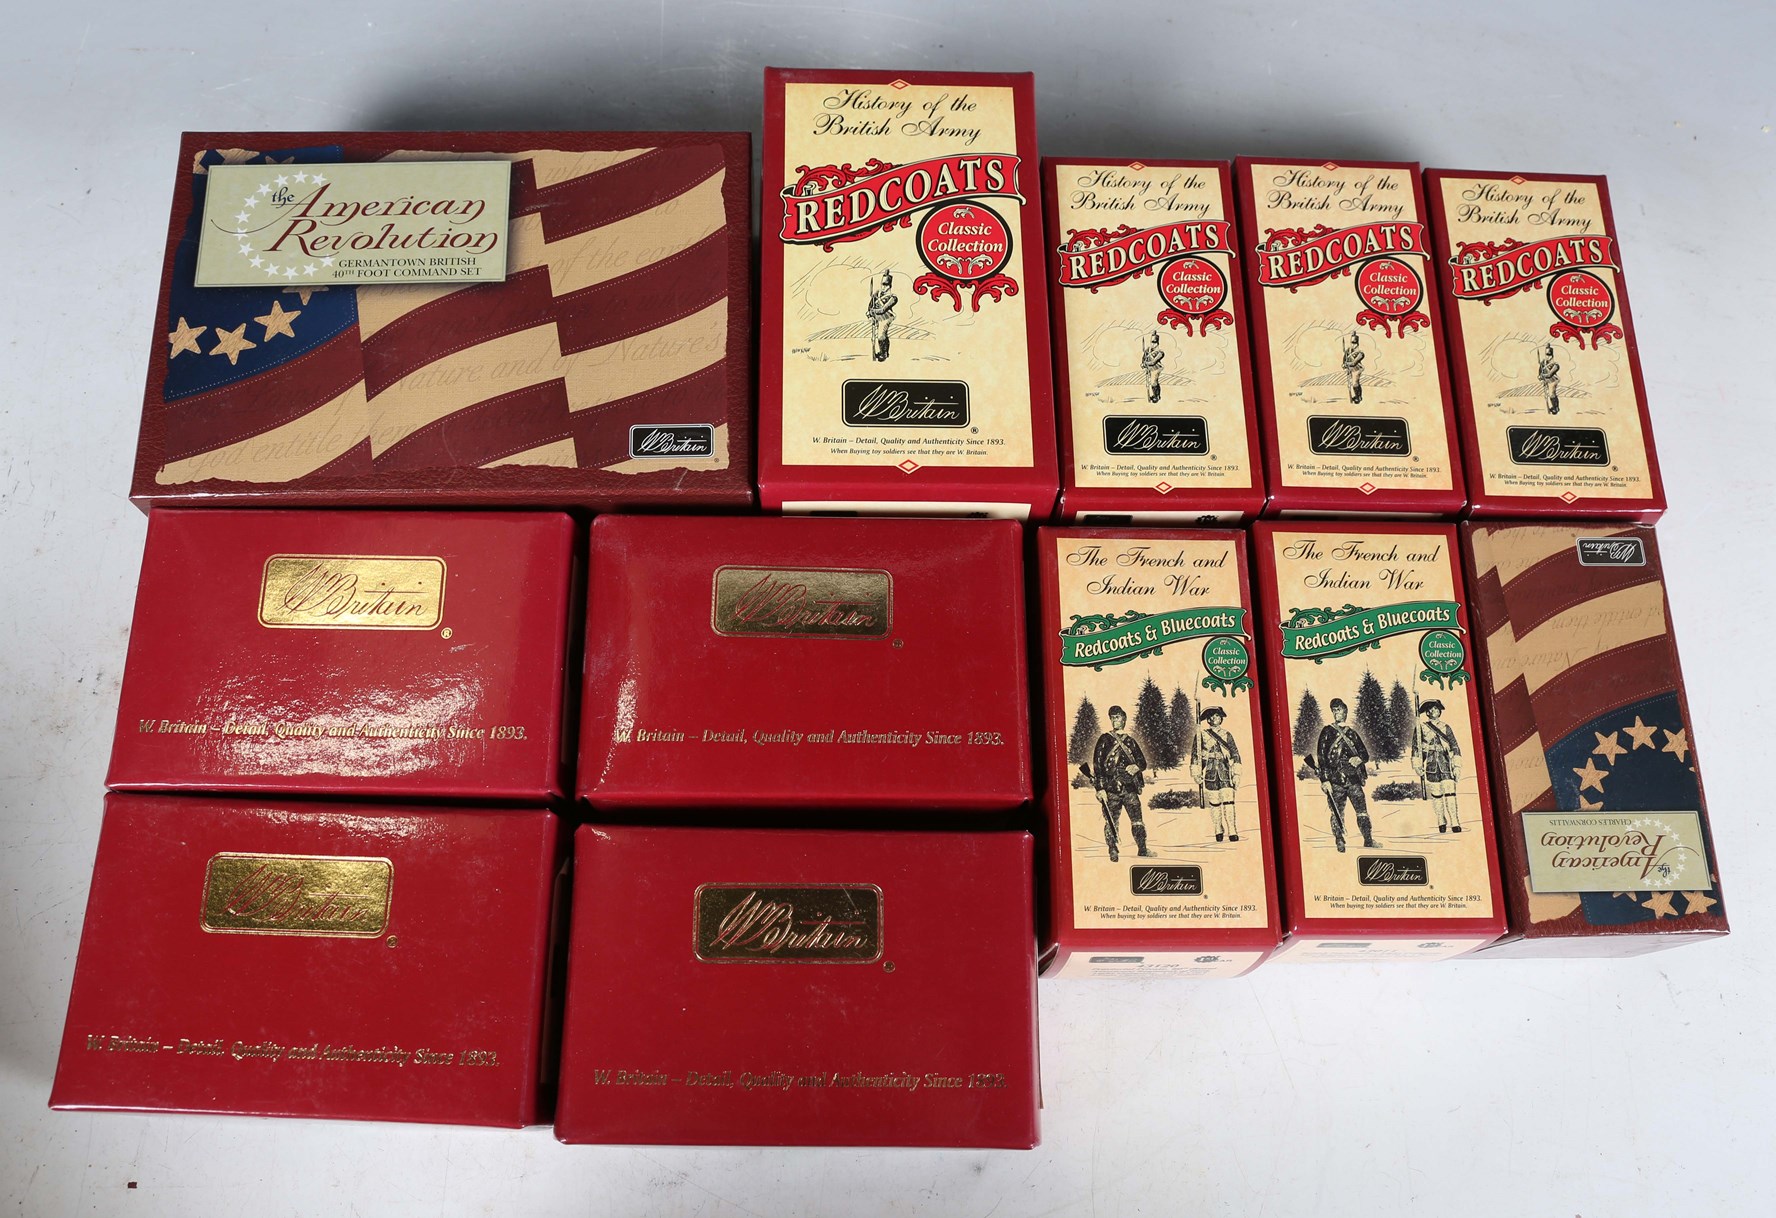 the
American
Revolution
GERMANTOWN BRITISH
40TH FOOT COMMAND SET
of the
Nature and of Nature's
God entitle them
W Britain
®
History of the
British Army
REDCOATS
Classic
Collection
W Britain
®
W. Britain – Detail, Quality and Authenticity Since 1893.
When Buying toy soldiers see that they are W. Britain.
History of the
British Army
REDCOATS
Classic
Collection
W Britain
®
W. Britain – Detail, Quality and Authenticity Since 1893.
When Buying toy soldiers see that they are W. Britain.
History of the
British Army
REDCOATS
Classic
Collection
W Britain
®
W. Britain – Detail, Quality and Authenticity Since 1893.
When Buying toy soldiers see that they are W. Britain.
History of the
British Army
REDCOATS
Classic
Collection
W Britain
®
W. Britain – Detail, Quality and Authenticity Since 1893.
When Buying toy soldiers see that they are W. Britain.
W Britain
®
W. Britain – Detail, Quality and Authenticity Since 1893.
W Britain
®
W. Britain – Detail, Quality and Authenticity Since 1893.
The French and
Indian War
Redcoats & Bluecoats
Classic
Collection
W Britain
®
W. Britain – Detail, Quality and Authenticity Since 1893.
When buying toy soldiers see that they are W. Britain.
43120
The French and
Indian War
Redcoats & Bluecoats
Classic
Collection
W Britain
®
W. Britain – Detail, Quality and Authenticity Since 1893.
When buying toy soldiers see that they are W. Britain.
W Britain
the
American
Revolution
CHARLES CORNWALLIS
W Britain
®
W. Britain – Detail, Quality and Authenticity Since 1893.
W Britain
®
W. Britain – Detail, Quality and Authenticity Since 1893.